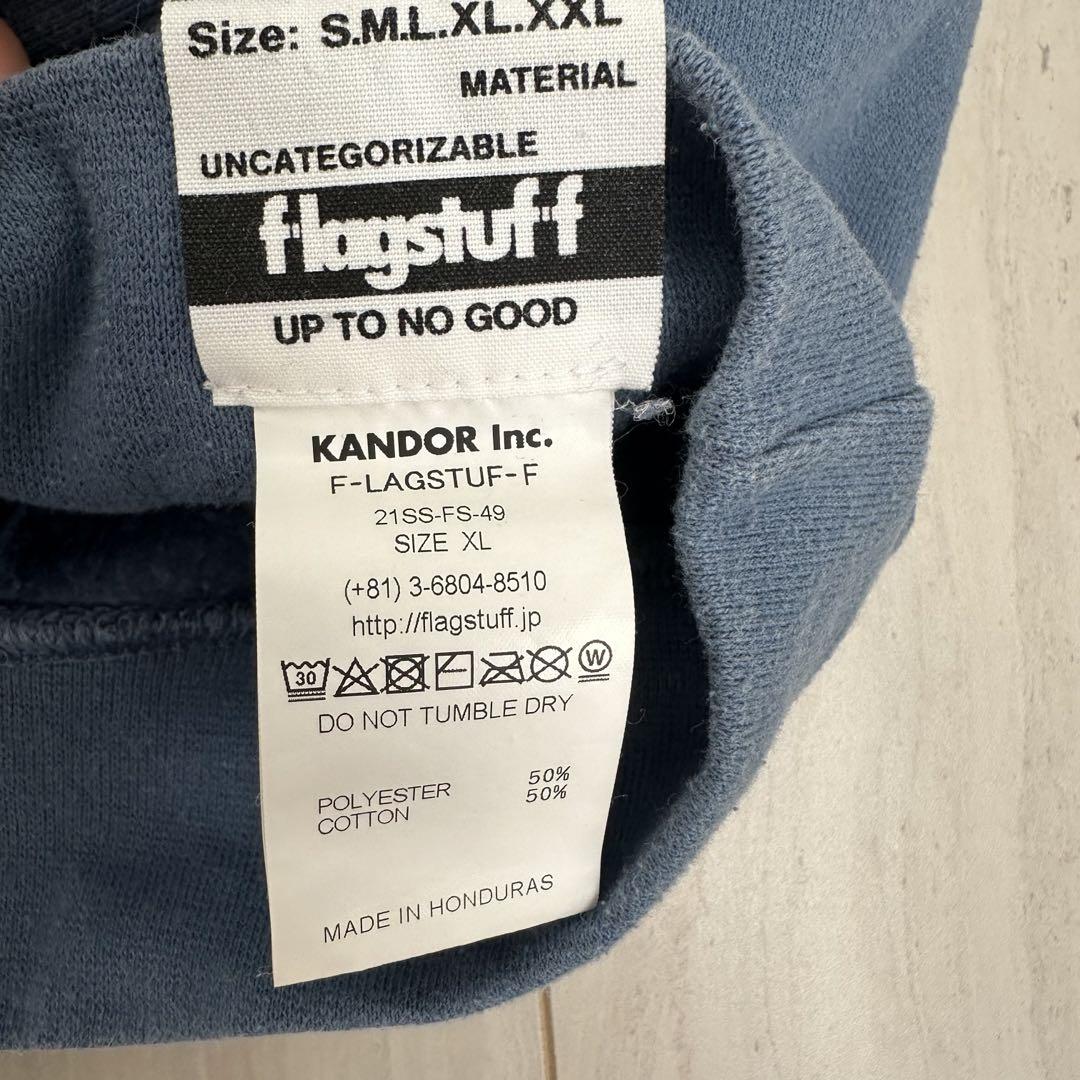 Size: S.M.L.XL.XXL
MATERIAL
UNCATEGORIZABLE
f-lagstuf-f
UP TO NO GOOD
KANDOR Inc.
F-LAGSTUF-F
21SS-FS-49
SIZE XL
(+81) 3-6804-8510
http://flagstuff.jp
30 W
DO NOT TUMBLE DRY
POLYESTER 50%
COTTON 50%
MADE IN HONDURAS